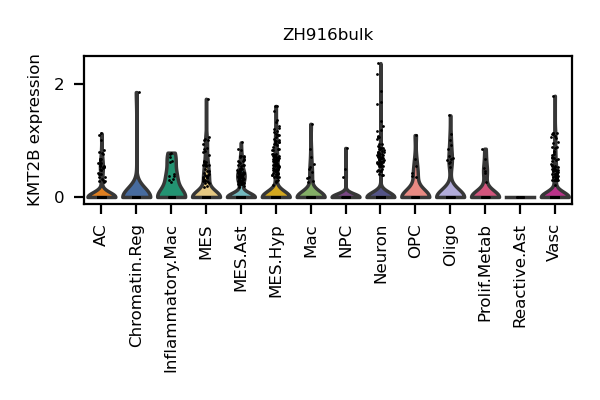 ZH916bulk
KMT2B expression
2
0
AC
Chromatin.Reg
Inflammatory.Mac
MES
MES.Ast
MES.Hyp
Mac
NPC
Neuron
OPC
Oligo
Prolif.Metab
Reactive.Ast
Vasc